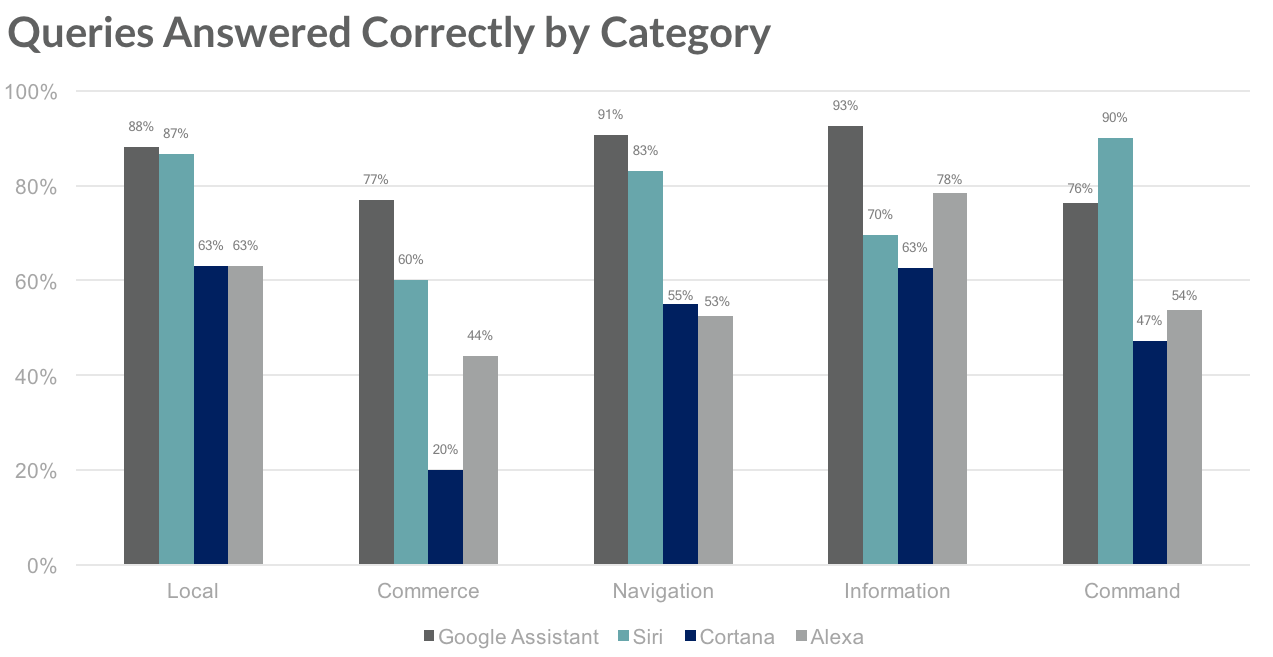 Queries Answered Correctly by Category
100%
80%
60%
40%
20%
0%
88% 87% 63% 63%
77% 60% 20% 44%
91% 83% 55% 53%
93% 70% 63% 78%
76% 90% 47% 54%
Local Commerce Navigation Information Command
Google Assistant Siri Cortana Alexa